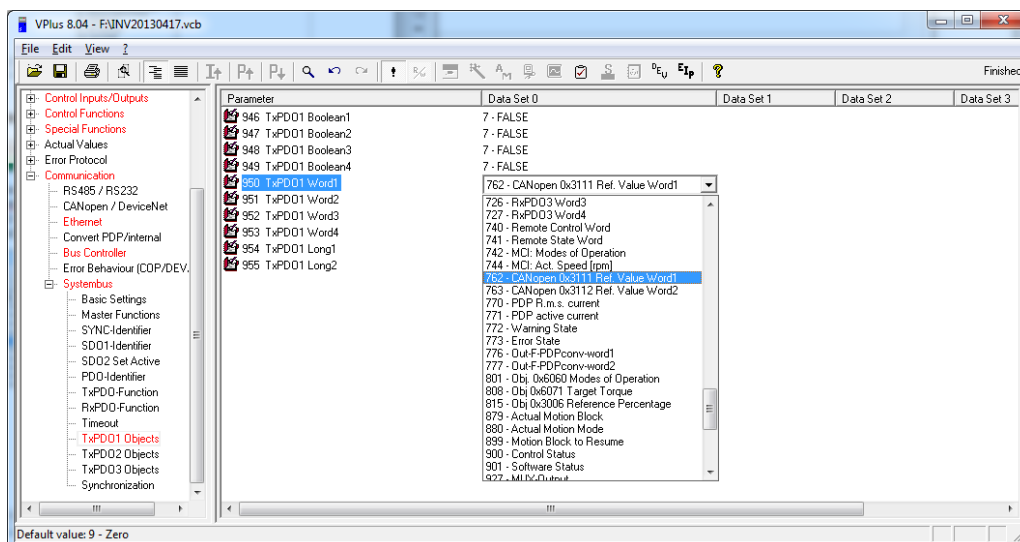 VPlus 8.04 - F:\INV20130417.vcb
File Edit View ?
Finished
Control Inputs/Outputs
Control Functions
Special Functions
Actual Values
Error Protocol
Communication
RS485 / RS232
CANopen / DeviceNet
Ethernet
Convert PDP/internal
Bus Controller
Error Behaviour (COP/DEV.
Systembus
Basic Settings
Master Functions
SYNC-Identifier
SDO1-Identifier
SDO2 Set Active
PDO-Identifier
TxPDO-Function
RxPDO-Function
Timeout
TxPDO1 Objects
TxPDO2 Objects
TxPDO3 Objects
Synchronization
Parameter Data Set 0 Data Set 1 Data Set 2 Data Set 3
946 TxPDO1 Boolean1 7 - FALSE
947 TxPDO1 Boolean2 7 - FALSE
948 TxPDO1 Boolean3 7 - FALSE
949 TxPDO1 Boolean4 7 - FALSE
950 TxPDO1 Word1 762 - CANopen 0x3111 Ref. Value Word1
951 TxPDO1 Word2
952 TxPDO1 Word3
953 TxPDO1 Word4
954 TxPDO1 Long1
955 TxPDO1 Long2
726 - RxPDO3 Word3
727 - RxPDO3 Word4
740 - Remote Control Word
741 - Remote State Word
742 - MCI: Modes of Operation
744 - MCI: Act. Speed [rpm]
762 - CANopen 0x3111 Ref. Value Word1
763 - CANopen 0x3112 Ref. Value Word2
770 - PDP R.m.s. current
771 - PDP active current
772 - Warning State
773 - Error State
776 - Out-F-PDPconv-word1
777 - Out-F-PDPconv-word2
801 - Obj. 0x6060 Modes of Operation
808 - Obj 0x6071 Target Torque
815 - Obj 0x3006 Reference Percentage
879 - Actual Motion Block
880 - Actual Motion Mode
899 - Motion Block to Resume
900 - Control Status
901 - Software Status
927 - MUX-Output
Default value: 9 - Zero